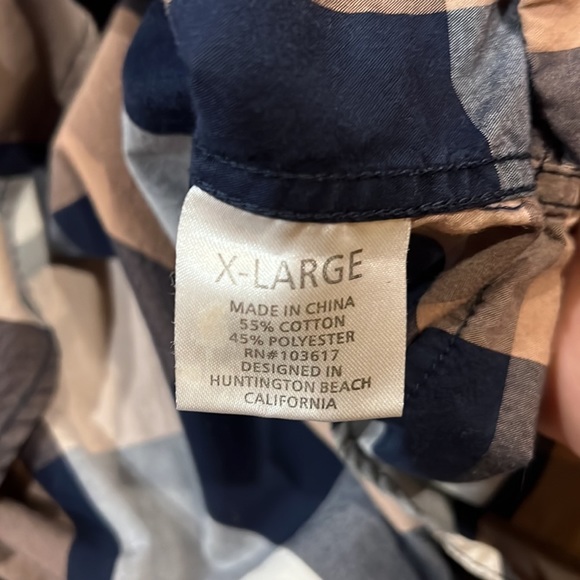 X-LARGE
MADE IN CHINA
55% COTTON
45% POLYESTER
RN#103617
DESIGNED IN
HUNTINGTON BEACH
CALIFORNIA